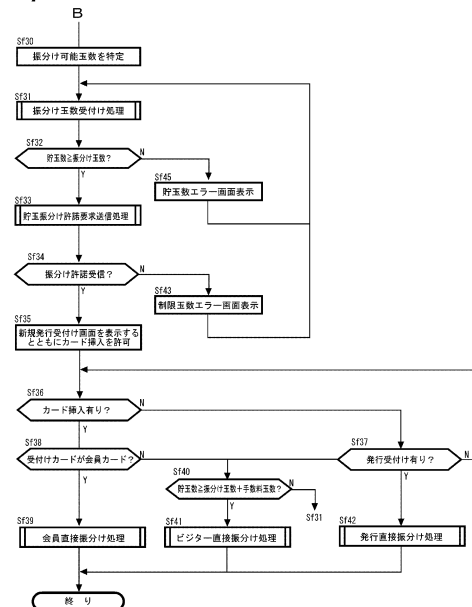 B
Sf30
振分け可能玉数を特定
Sf31
振分け玉数受付け処理
Sf32
貯玉数≧振分け玉数？
N
Y
Sf45
貯玉数エラー画面表示
Sf33
貯玉振分け許諾要求送信処理
Sf34
振分け許諾受信？
N
Y
Sf43
制限玉数エラー画面表示
Sf35
新規発行受付け画面を表示する
とともにカード挿入を許可
Sf36
カード挿入有り？
N
Y
Sf38
受付けカードが会員カード？
N
Y
Sf37
発行受付け有り？
N
Y
Sf40
貯玉数≧振分け玉数＋手数料玉数？
N
Y
Sf31
Sf39
会員直接振分け処理
Sf41
ビジター直接振分け処理
Sf42
発行直接振分け処理
終 り